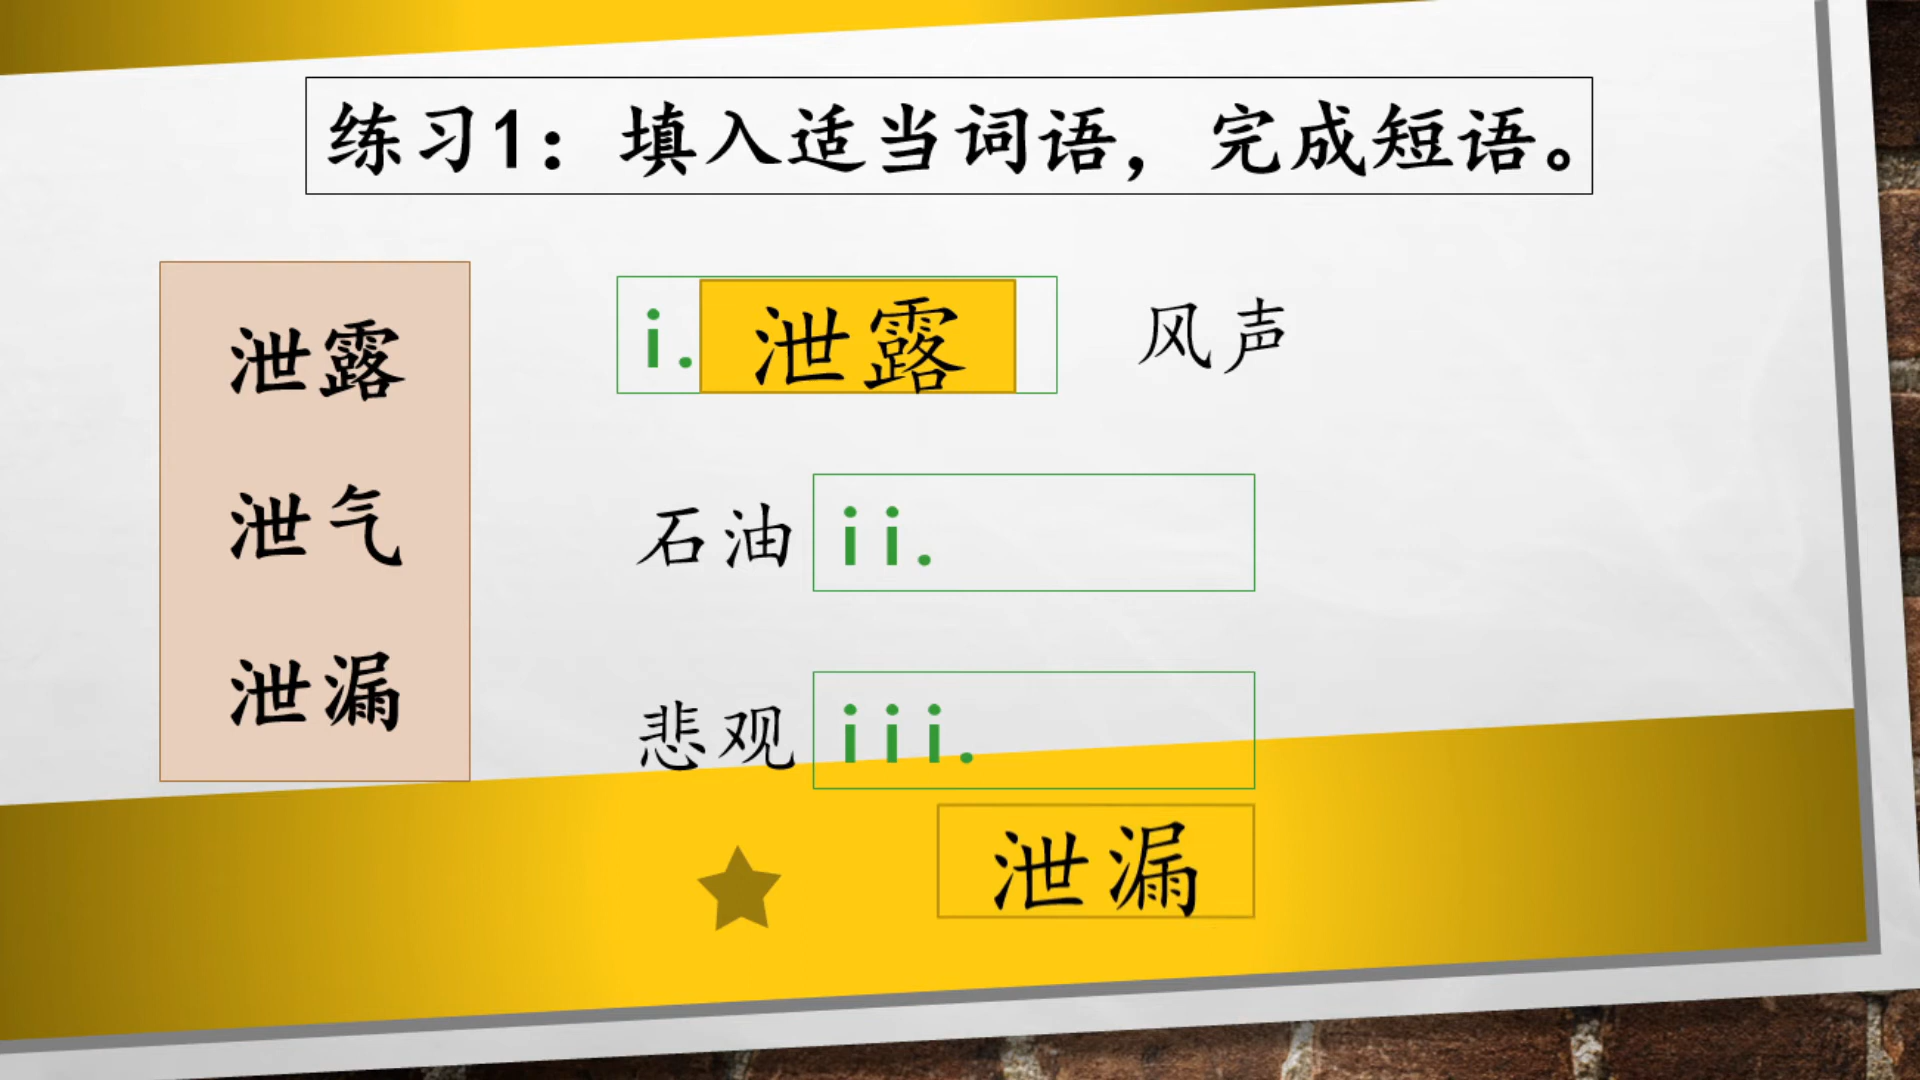 练习1：填入适当词语，完成短语。
泄露
泄气
泄漏
i. 泄露 风声
石油 ii.
悲观 iii.
泄漏